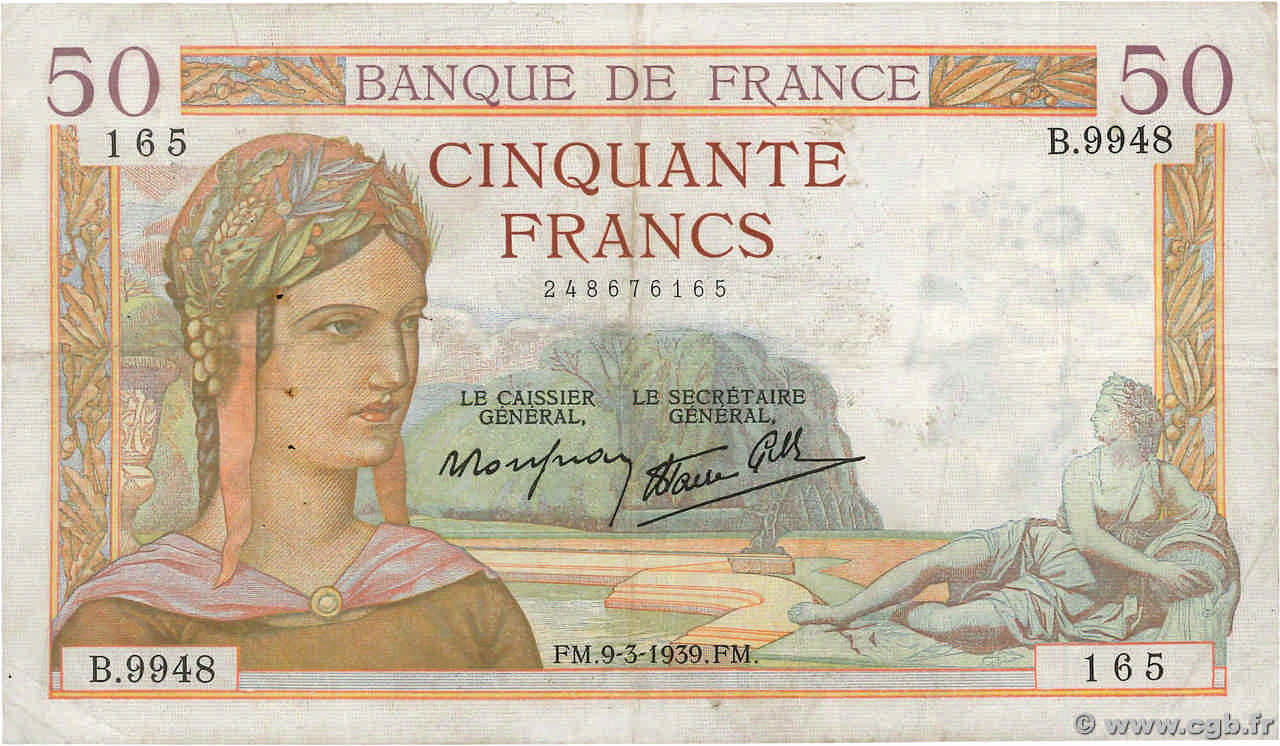 50 BANQUE DE FRANCE 50
165 B.9948
CINQUANTE
FRANCS
248676165
LE CAISSIER LE SECRÉTAIRE
GÉNÉRAL, GÉNÉRAL,
FM.9-3-1939.FM.
B.9948 165
© www.cgb.fr